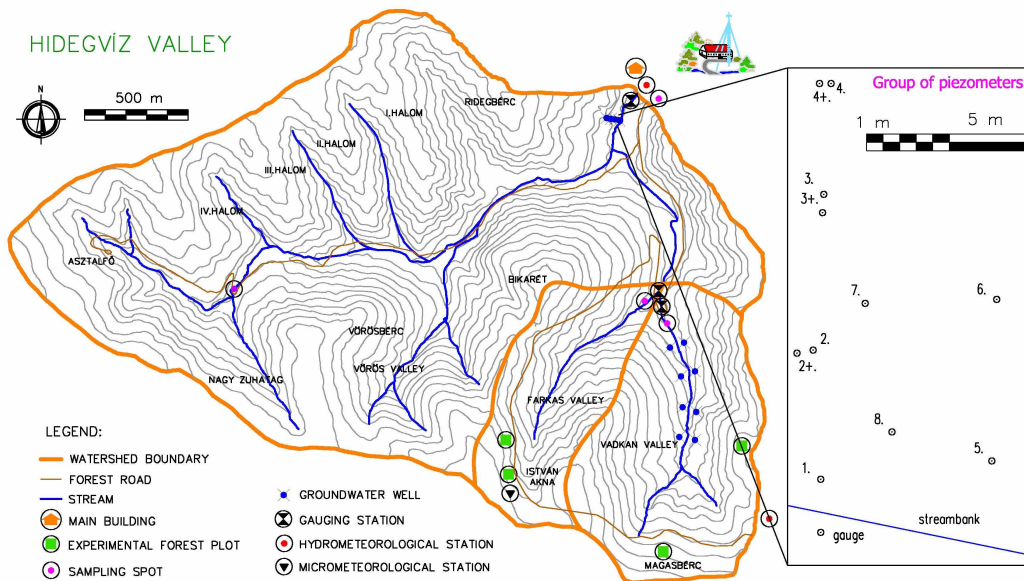 HIDEGVÍZ VALLEY
N
500 m
RIDEGBÉRC
I.HALOM
II.HALOM
III.HALOM
IV.HALOM
ASZTALFŐ
BIKARÉT
VÖRÖSBÉRC
VÖRÖS VALLEY
NAGY ZUHATAG
FARKAS VALLEY
VADKAN VALLEY
ISTVÁN
AKNA
MAGASBÉRC
LEGEND:
WATERSHED BOUNDARY
FOREST ROAD
STREAM
MAIN BUILDING
EXPERIMENTAL FOREST PLOT
SAMPLING SPOT
GROUNDWATER WELL
GAUGING STATION
HYDROMETEOROLOGICAL STATION
MICROMETEOROLOGICAL STATION
Group of piezometers
4.
4+.
1 m 5 m
3.
3+.
7.
6.
2.
2+.
8.
5.
1.
streambank
gauge